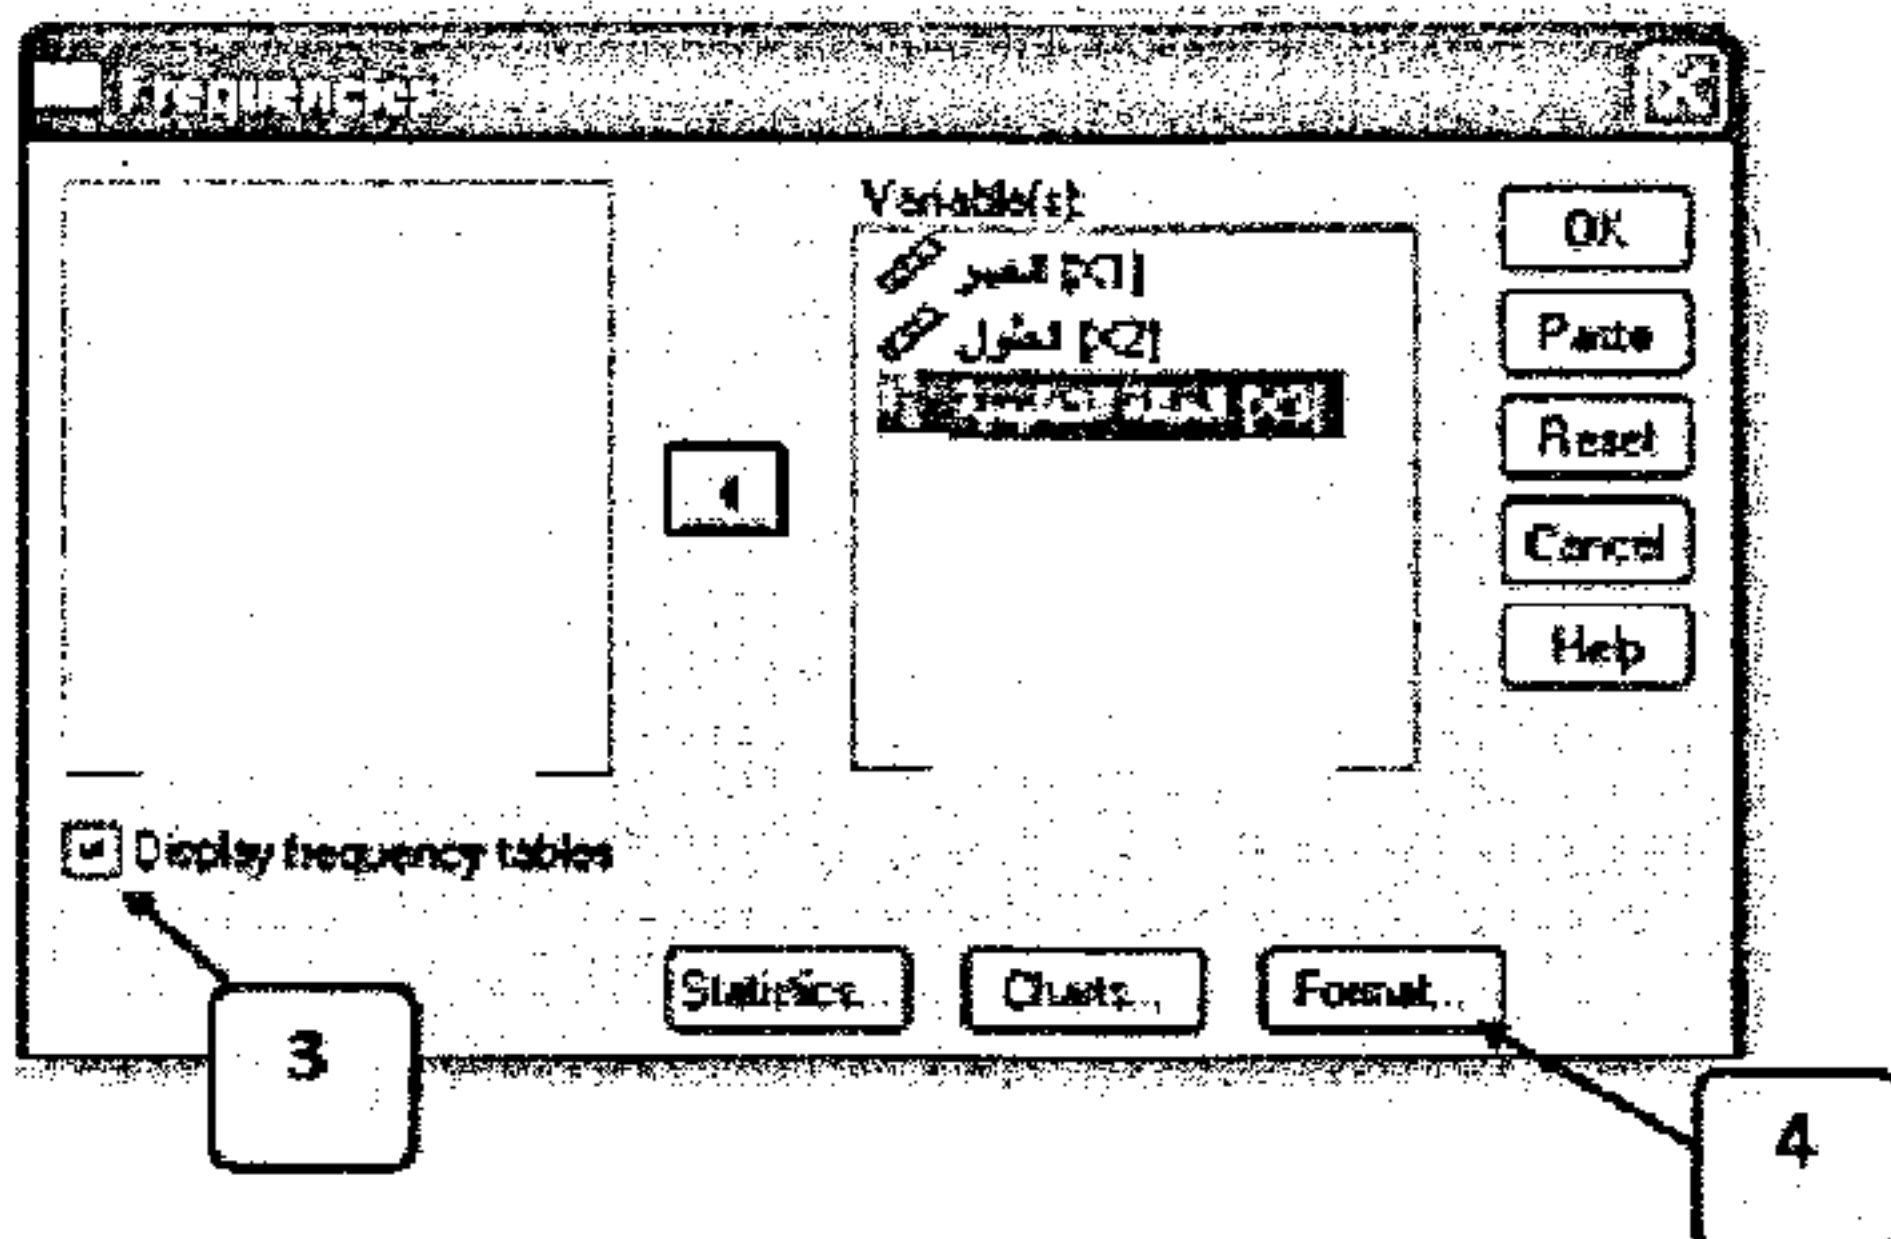 Frequencies
Variable(s):
العمر [X1]
الطول [X2]
OK
Paste
Reset
Cancel
Help
Display frequency tables
Statistics...
Charts...
Format...
3
4